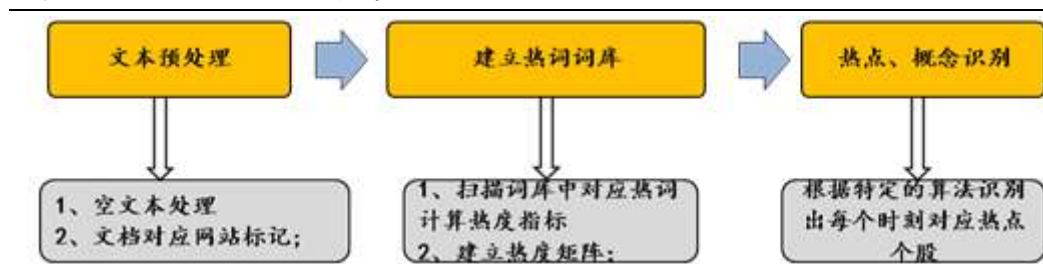 文本预处理
建立热词词库
热点、概念识别
1、空文本处理
2、文档对应网站标记；
1、扫描词库中对应热词
计算热度指标
2、建立热度矩阵；
根据特定的算法识别
出每个时刻对应热点
个股